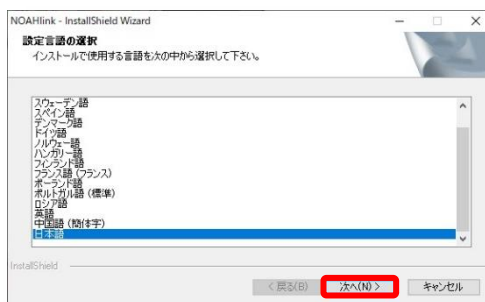 NOAHlink - InstallShield Wizard
設定言語の選択
インストールで使用する言語を次の中から選択して下さい。
スウェーデン語
スペイン語
デンマーク語
ドイツ語
ノルウェー語
ハンガリー語
フィンランド語
フランス語 (フランス)
ポーランド語
ポルトガル語 (標準)
ロシア語
英語
中国語 (簡体字)
日本語
InstallShield
< 戻る(B)
次へ(N) >
キャンセル